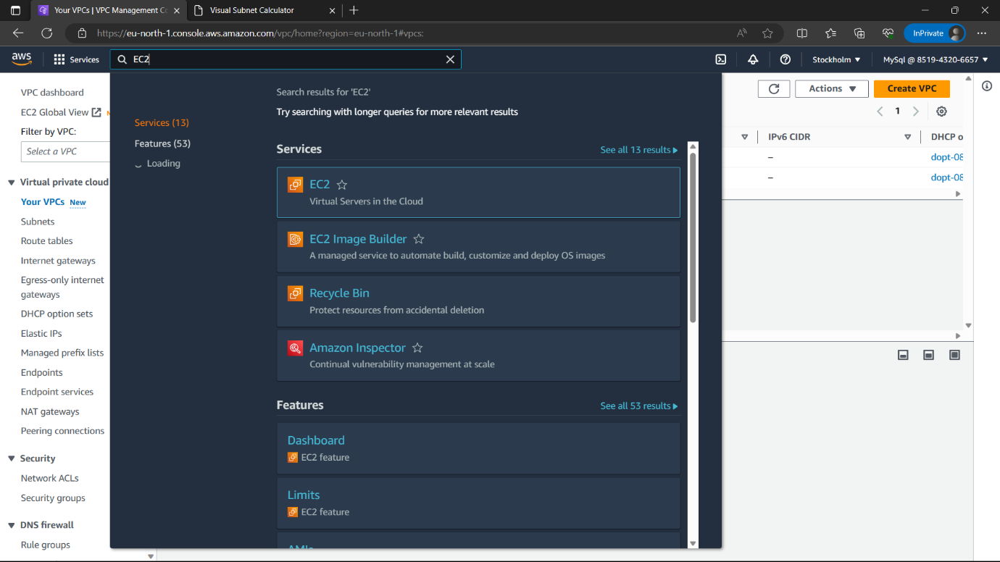 Your VPCs | VPC Management Co
Visual Subnet Calculator
https://eu-north-1.console.aws.amazon.com/vpc/home?region=eu-north-1#vpcs:
InPrivate
aws
Services
EC2
Stockholm
MySql @ 8519-4320-6657
VPC dashboard
EC2 Global View
Filter by VPC:
Select a VPC
Virtual private cloud
Your VPCs New
Subnets
Route tables
Internet gateways
Egress-only internet
gateways
DHCP option sets
Elastic IPs
Managed prefix lists
Endpoints
Endpoint services
NAT gateways
Peering connections
Security
Network ACLs
Security groups
DNS firewall
Rule groups
Services (13)
Features (53)
Loading
Search results for 'EC2'
Try searching with longer queries for more relevant results
Services
See all 13 results
EC2
Virtual Servers in the Cloud
EC2 Image Builder
A managed service to automate build, customize and deploy OS images
Recycle Bin
Protect resources from accidental deletion
Amazon Inspector
Continual vulnerability management at scale
Features
See all 53 results
Dashboard
EC2 feature
Limits
EC2 feature
AMIs
Actions
Create VPC
1
IPv6 CIDR
DHCP o
–
dopt-08
–
dopt-08